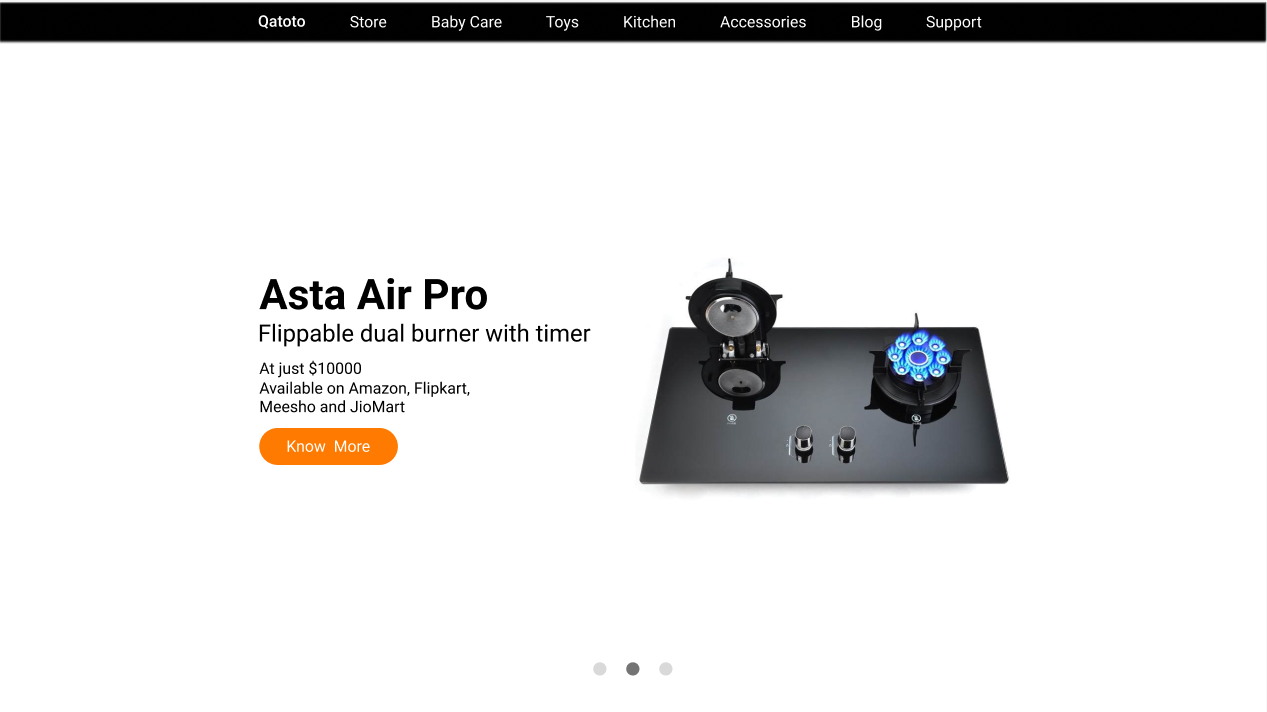 Qatoto Store Baby Care Toys Kitchen Accessories Blog Support
Asta Air Pro
Flippable dual burner with timer
At just $10000
Available on Amazon, Flipkart,
Meesho and JioMart
Know More